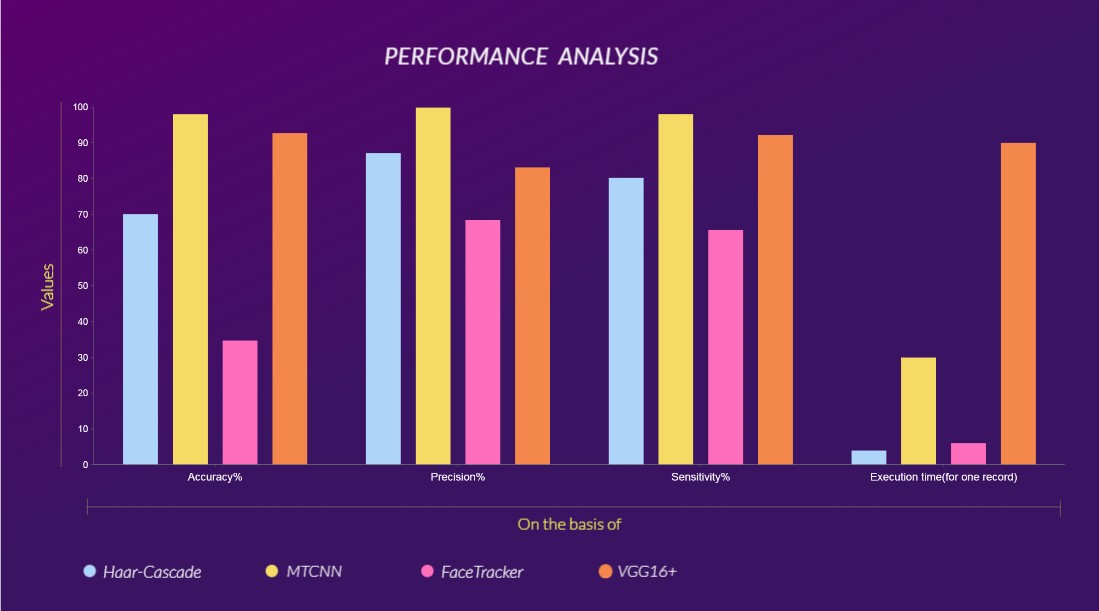 PERFORMANCE ANALYSIS
100
90
80
70
60
50
40
30
20
10
0
Values
Accuracy% Precision% Sensitivity% Execution time(for one record)
On the basis of
Haar-Cascade MTCNN FaceTracker VGG16+